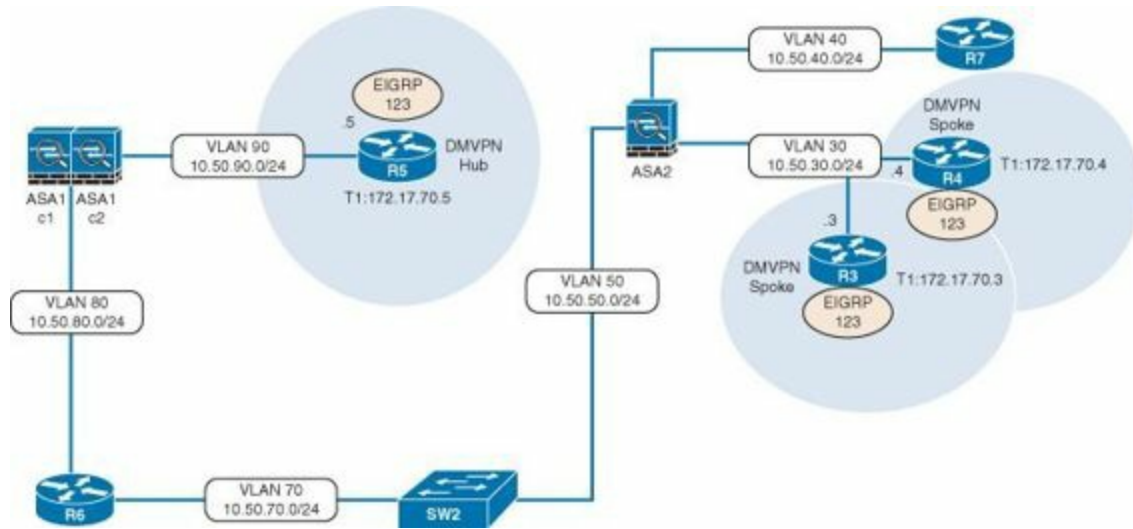 VLAN 40
10.50.40.0/24
R7
EIGRP
123
.5
VLAN 90
10.50.90.0/24
R5
DMVPN
Hub
T1:172.17.70.5
ASA1
c1
ASA1
c2
ASA2
VLAN 30
10.50.30.0/24
DMVPN
Spoke
.4
R4
T1:172.17.70.4
EIGRP
123
.3
DMVPN
Spoke
R3
T1:172.17.70.3
EIGRP
123
VLAN 50
10.50.50.0/24
VLAN 80
10.50.80.0/24
R6
VLAN 70
10.50.70.0/24
SW2